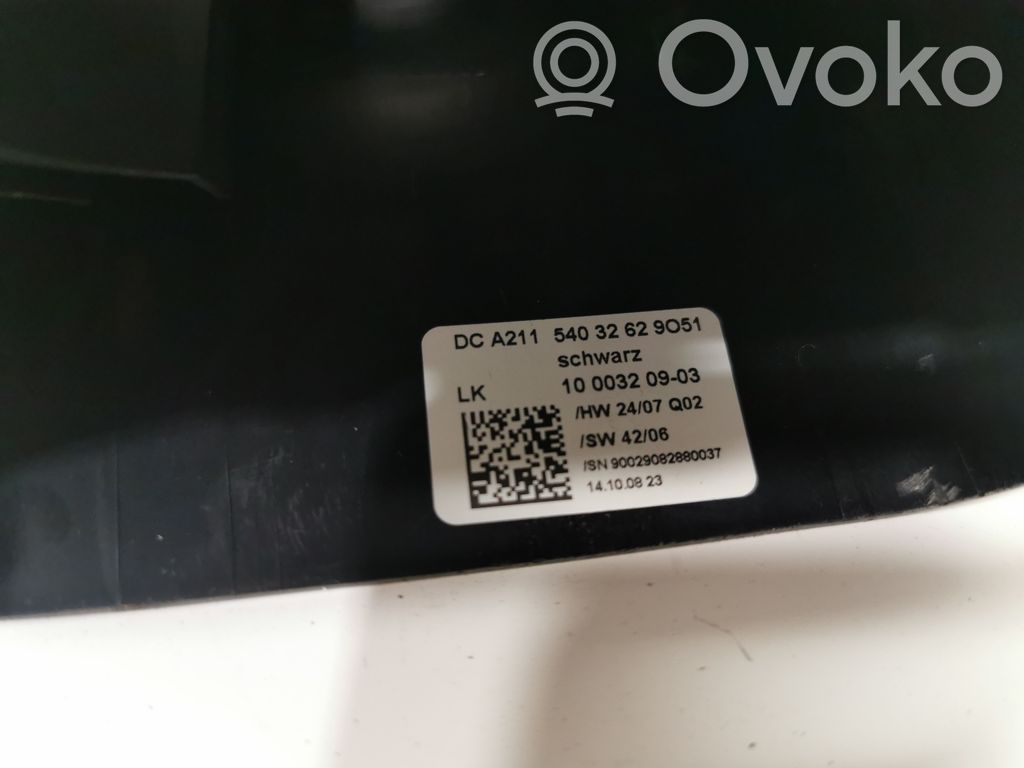 Ovoko
DC A211 540 32 62 9O51
schwarz
LK 10 0032 09-03
/HW 24/07 Q02
/SW 42/06
/SN 90029082880037
14.10.08 23